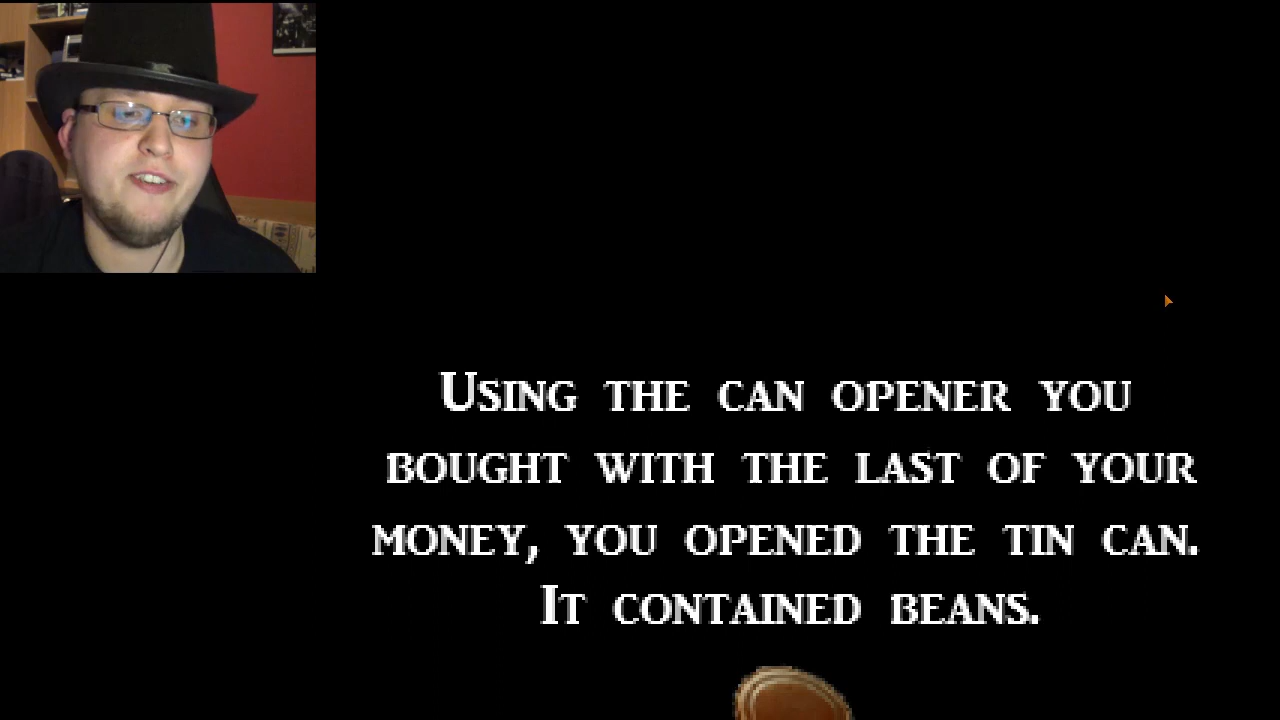 Using the can opener you
bought with the last of your
money, you opened the tin can.
It contained beans.